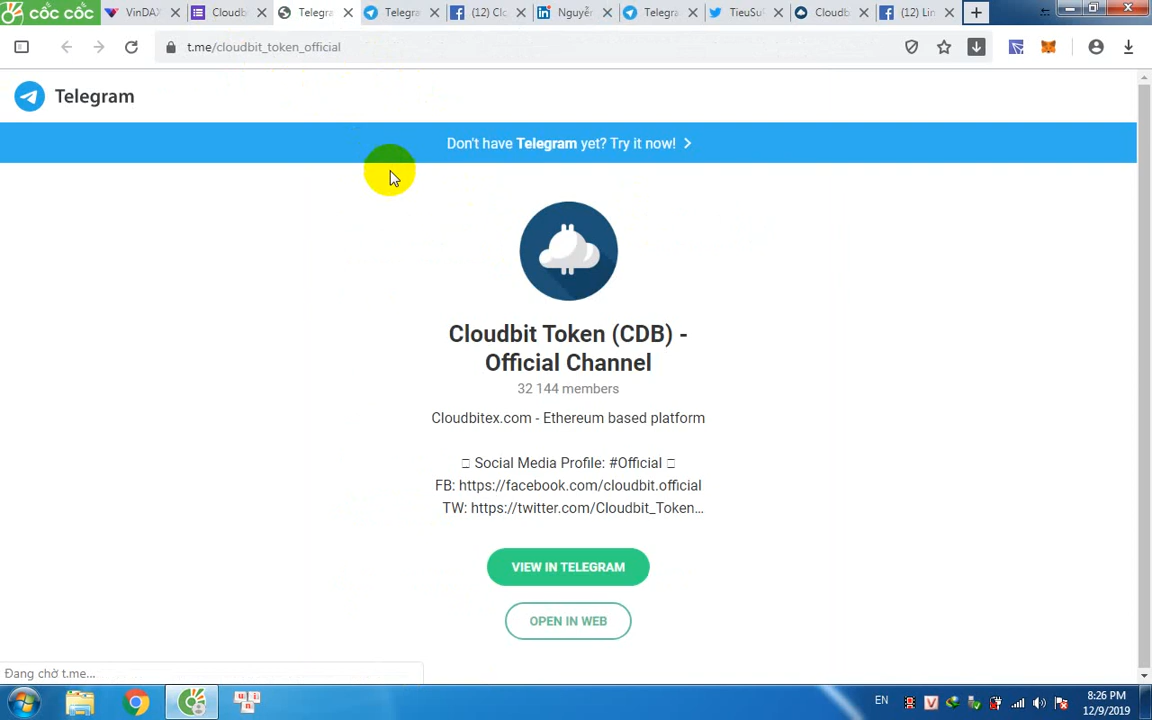 cốc cốc
VinDAX
Cloudb
Telegra
Telegra
(12) Clo
Nguyễn
Telegra
TieuSu
Cloudb
(12) Lin
t.me/cloudbit_token_official
Telegram
Don't have Telegram yet? Try it now!
Cloudbit Token (CDB) -
Official Channel
32 144 members
Cloudbitex.com - Ethereum based platform
Social Media Profile: #Official
FB: https://facebook.com/cloudbit.official
TW: https://twitter.com/Cloudbit_Token...
VIEW IN TELEGRAM
OPEN IN WEB
Đang chờ t.me...
EN
8:26 PM
12/9/2019